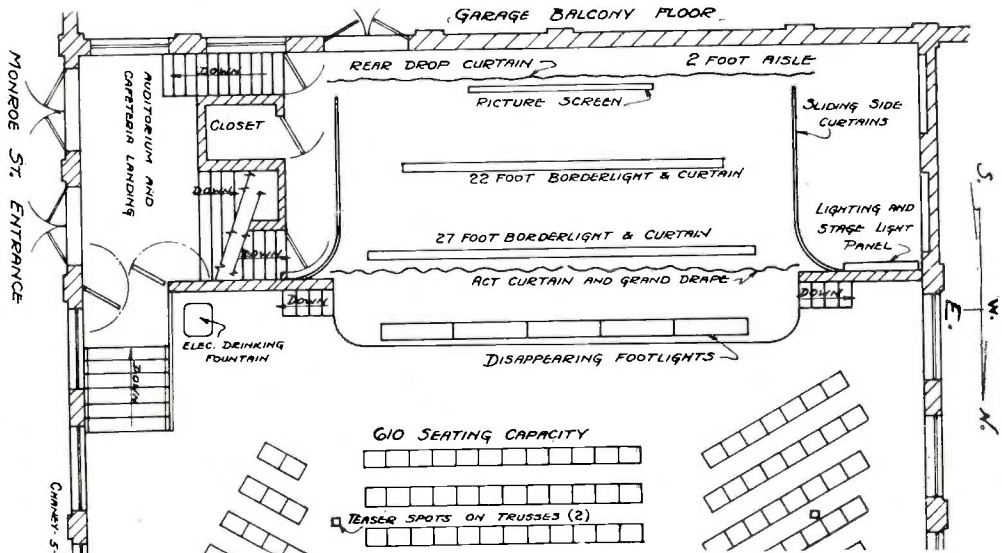 GARAGE BALCONY FLOOR
REAR DROP CURTAIN
2 FOOT AISLE
DOWN
PICTURE SCREEN
SLIDING SIDE
CURTAINS
AUDITORIUM AND
CAFETERIA LANDING
CLOSET
MONROE ST. ENTRANCE
DOWN
22 FOOT BORDERLIGHT & CURTAIN
S.
LIGHTING AND
STAGE LIGHT
PANEL
27 FOOT BORDERLIGHT & CURTAIN
DOWN
ACT CURTAIN AND GRAND DRAPE
DOWN
DOWN
E.
W.
ELEC. DRINKING
FOUNTAIN
DISAPPEARING FOOTLIGHTS
DOWN
N.
610 SEATING CAPACITY
TEASER SPOTS ON TRUSSES (2)
CHANEY-5-